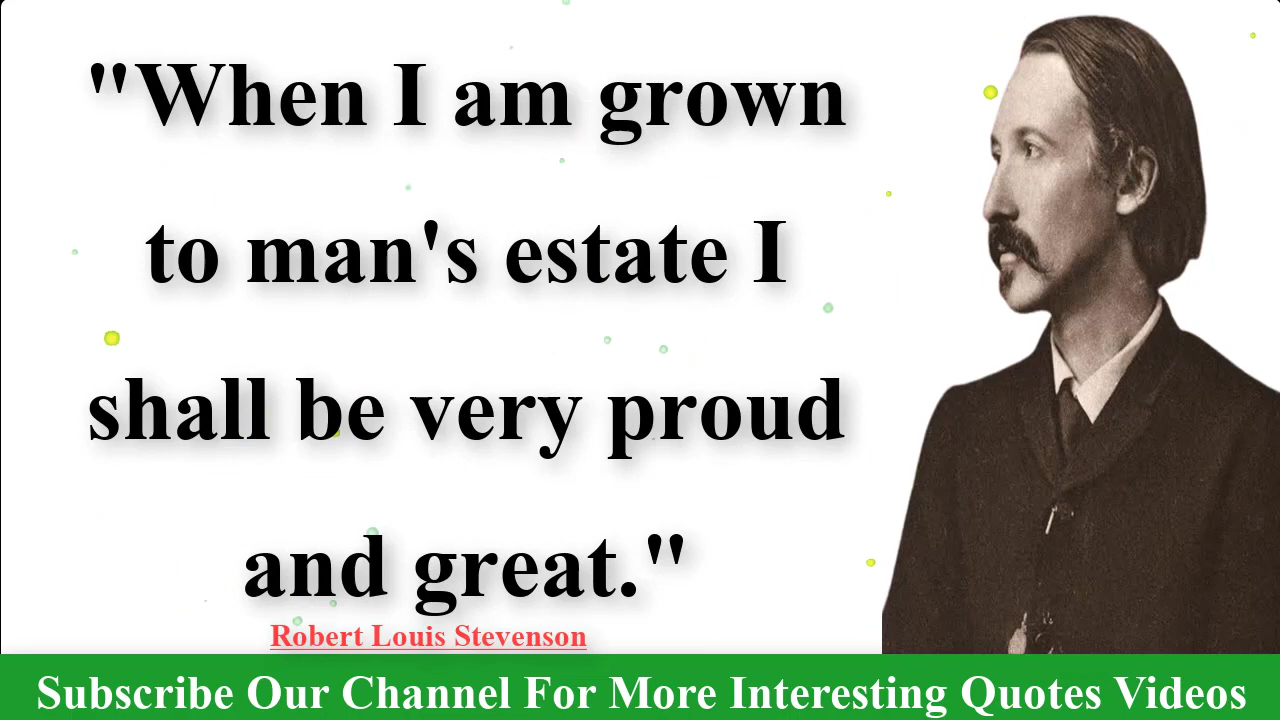 "When I am grown
to man's estate I
shall be very proud
and great."
Robert Louis Stevenson
Subscribe Our Channel For More Interesting Quotes Videos